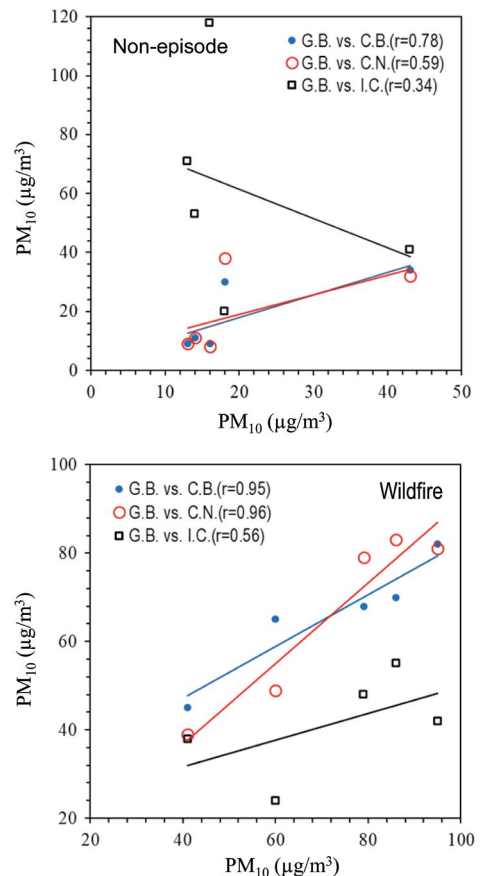 120
100
80
60
40
20
0
PM10 (µg/m3)
Non-episode
G.B. vs. C.B.(r=0.78)
G.B. vs. C.N.(r=0.59)
G.B. vs. I.C.(r=0.34)
0 10 20 30 40 50
PM10 (µg/m3)
100
80
60
40
20
PM10 (µg/m3)
Wildfire
G.B. vs. C.B.(r=0.95)
G.B. vs. C.N.(r=0.96)
G.B. vs. I.C.(r=0.56)
20 40 60 80 100
PM10 (µg/m3)